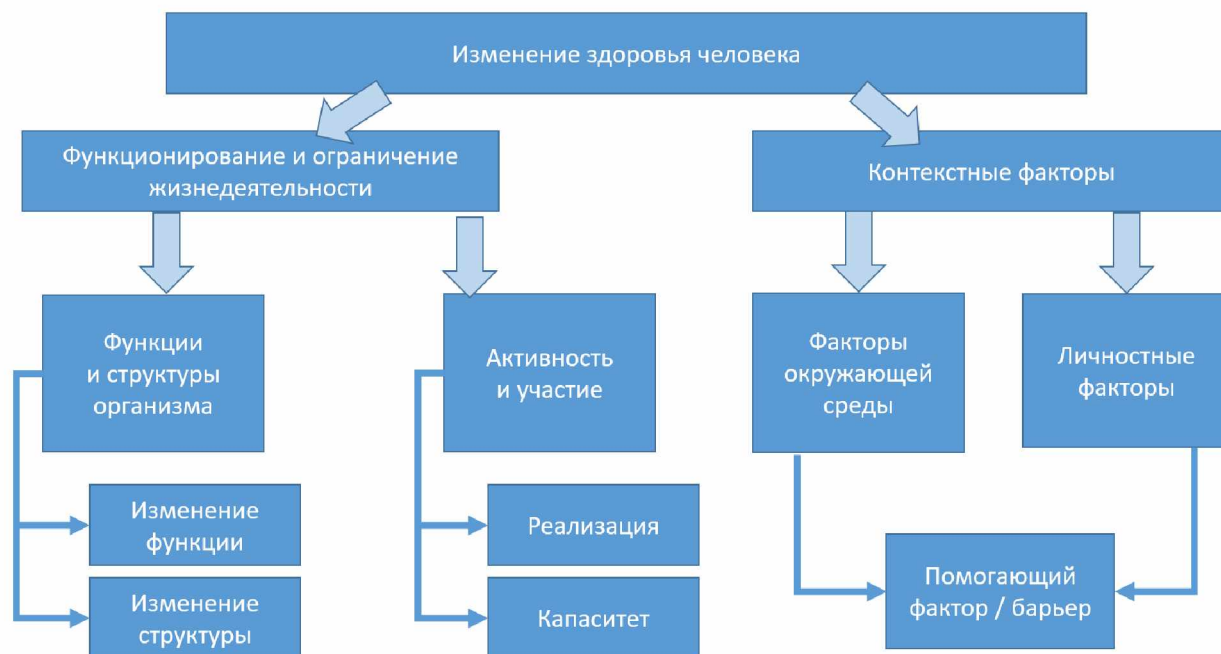 Изменение здоровья человека
Функционирование и ограничение
жизнедеятельности
Контекстные факторы
Функции
и структуры
организма
Активность
и участие
Факторы
окружающей
среды
Личностные
факторы
Изменение
функции
Реализация
Помогающий
фактор / барьер
Изменение
структуры
Капаситет